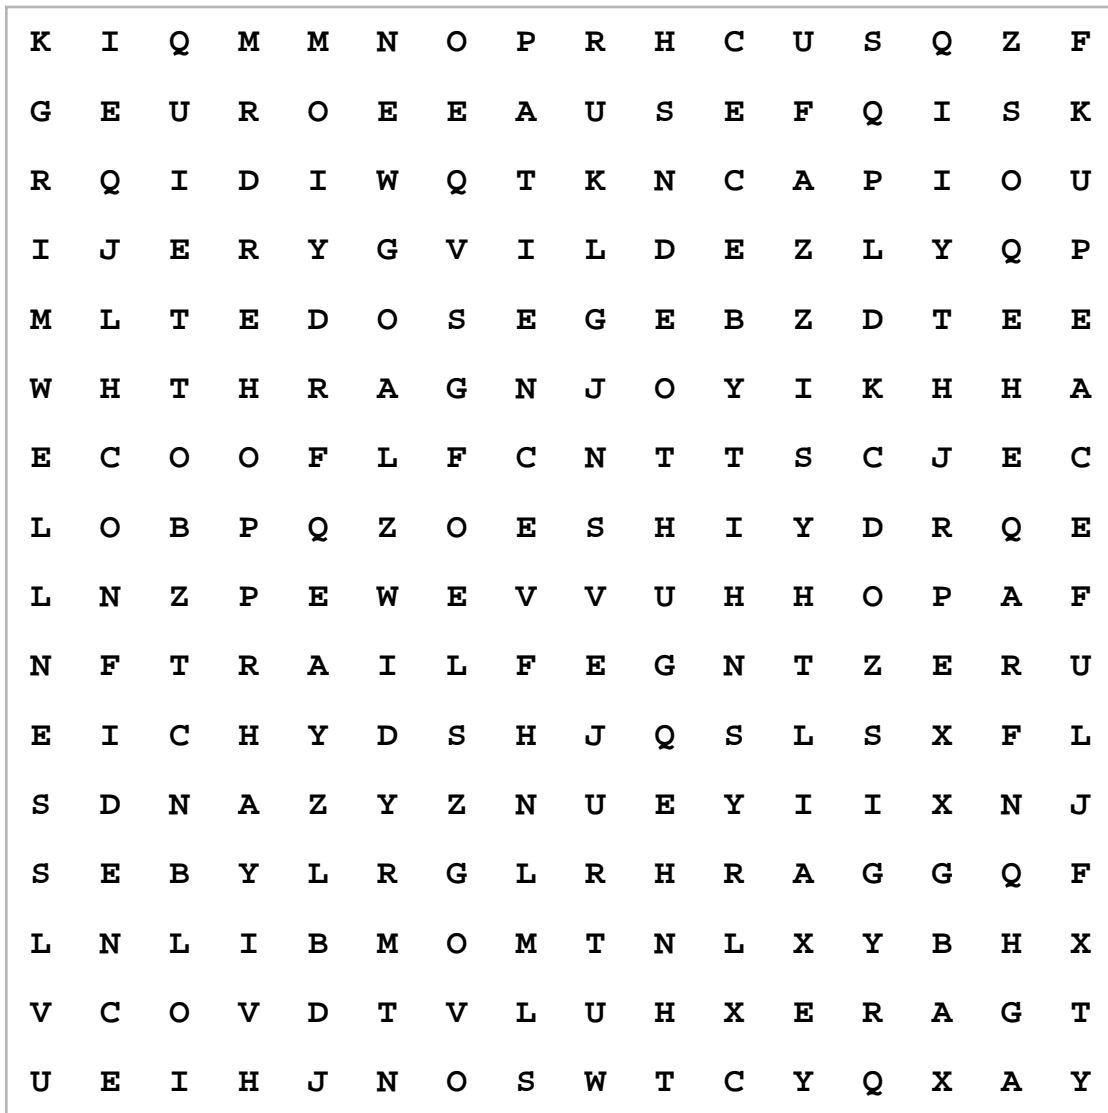 K I Q M M N O P R H C U S Q Z F
G E U R O E E A U S E F Q I S K
R Q I D I W Q T K N C A P I O U
I J E R Y G V I L D E Z L Y Q P
M L T E D O S E G E B Z D T E E
W H T H R A G N J O Y I K H H A
E C O O F L F C N T T S C J E C
L O B P Q Z O E S H I Y D R Q E
L N Z P E W E V V U H H O P A F
N F T R A I L F E G N T Z E R U
E I C H Y D S H J Q S L S X F L
S D N A Z Y Z N U E Y I I X N J
S E B Y L R G L R H R A G G Q F
L N L I B M O M T N L X Y B H X
V C O V D T V L U H X E R A G T
U E I H J N O S W T C Y Q X A Y